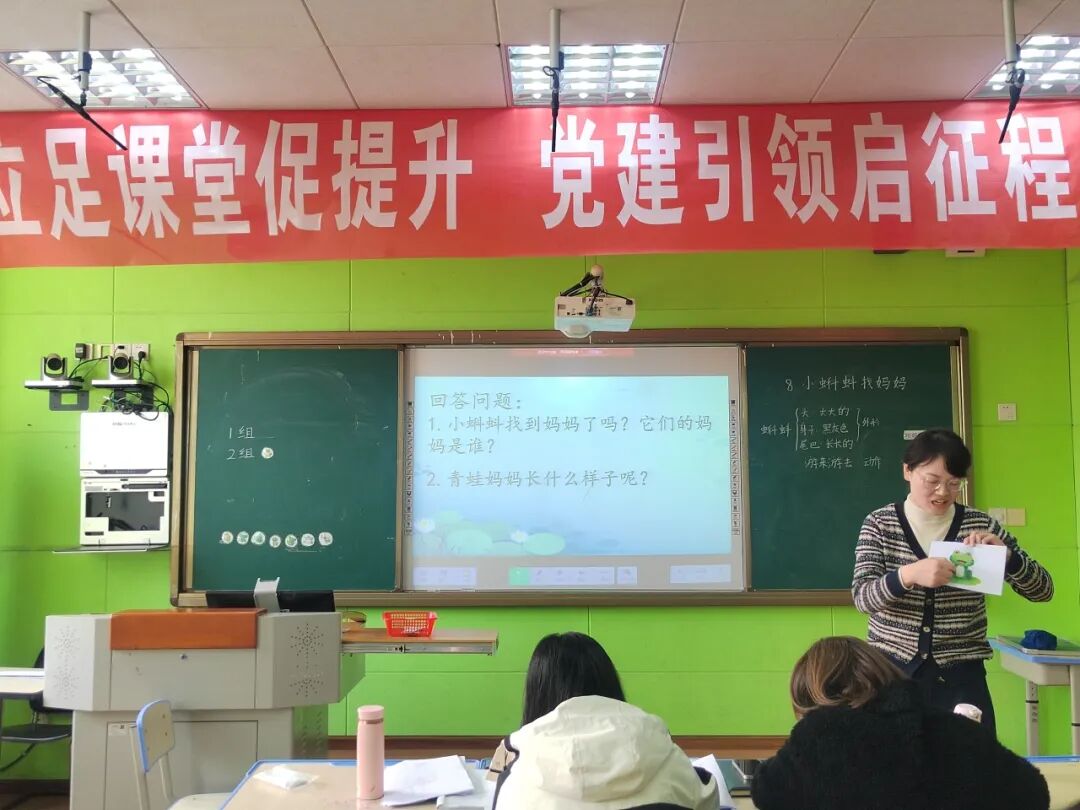 立足课堂促提升 党建引领启征程
1组
2组
回答问题：
1. 小蝌蚪找到妈妈了吗？它们的妈
妈是谁？
2. 青蛙妈妈长什么样子呢？
8 小蝌蚪找妈妈
头 大大的
蝌蚪 身子 黑灰色
尾巴 长长的
游来游去 动作